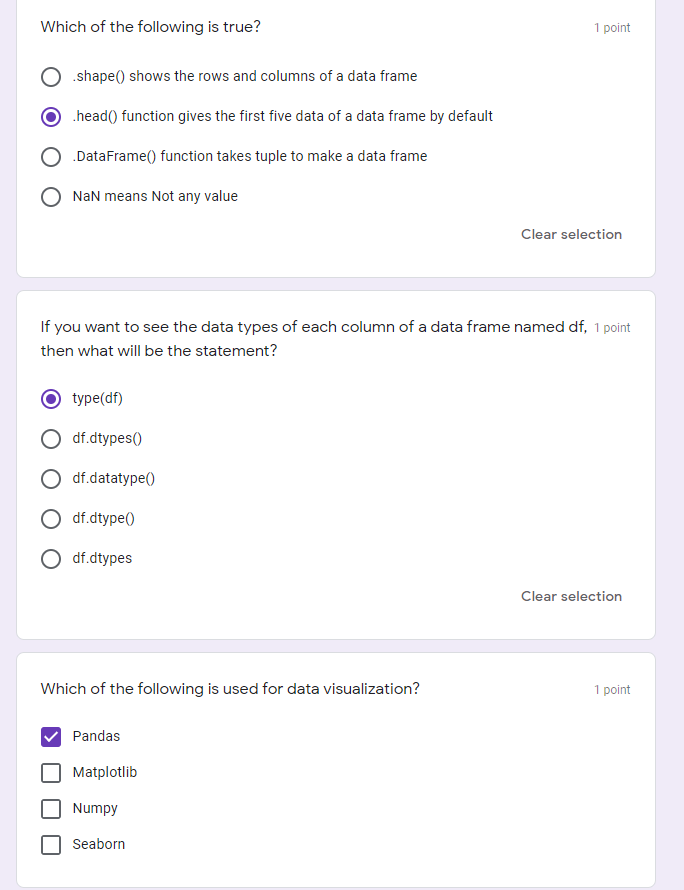 Which of the following is true?
1 point
.shape() shows the rows and columns of a data frame
.head() function gives the first five data of a data frame by default
.DataFrame() function takes tuple to make a data frame
NaN means Not any value
Clear selection
If you want to see the data types of each column of a data frame named df, 1 point
then what will be the statement?
type(df)
df.dtypes()
df.datatype()
df.dtype()
df.dtypes
Clear selection
Which of the following is used for data visualization?
1 point
Pandas
Matplotlib
Numpy
Seaborn